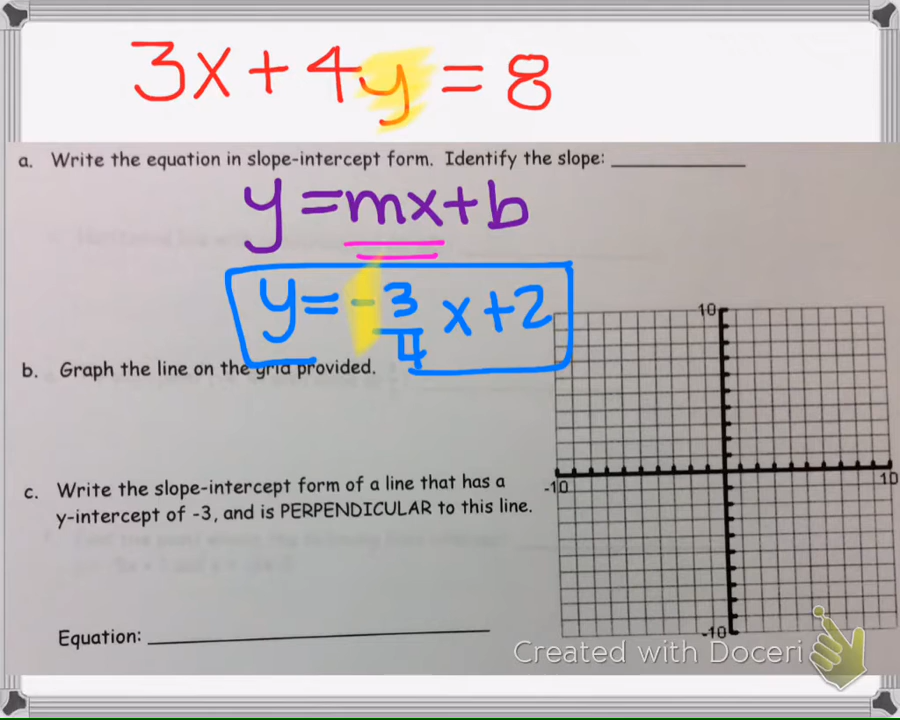 3x + 4y = 8
a. Write the equation in slope-intercept form. Identify the slope: __________
y = mx + b
y = -3/4 x + 2
b. Graph the line on the grid provided.
10
-10
10
c. Write the slope-intercept form of a line that has a
y-intercept of -3, and is PERPENDICULAR to this line.
-10
Equation: __________
Created with Doceri